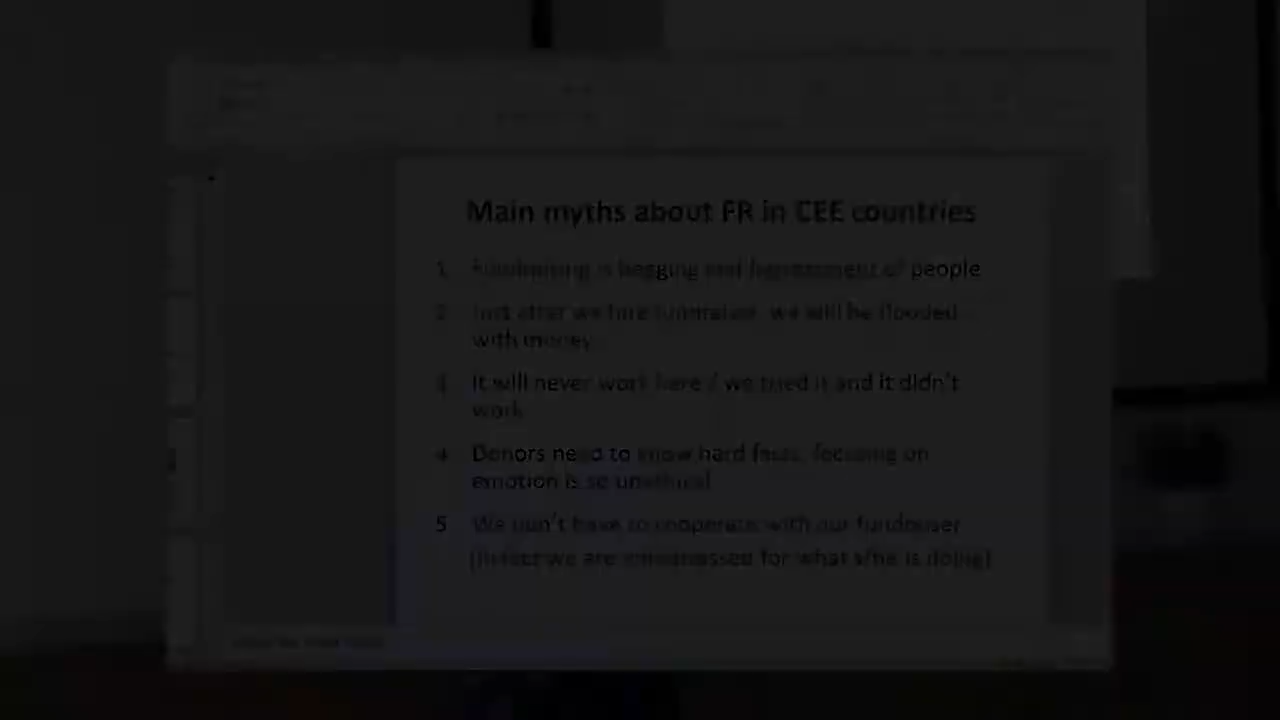 Main myths about FR in CEE countries
1. Fundraising is begging and harassment of people
2. Just after we hire fundraiser, we will be flooded
with money
3. It will never work here / we tried it and it didn't
work
4. Donors need to know hard facts, focusing on
emotion is so unethical
5. We don't have to cooperate with our fundraiser
(in fact we are embarrassed for what s/he is doing)